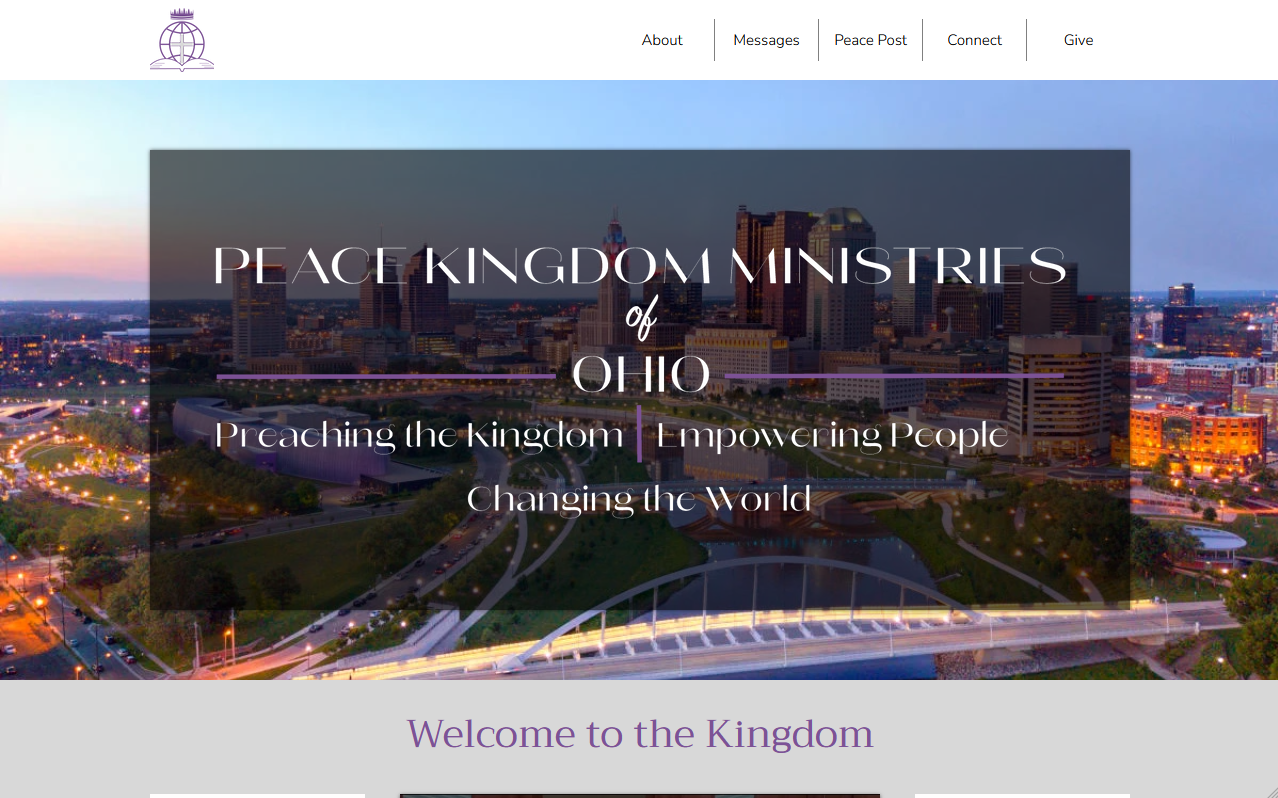 About
Messages
Peace Post
Connect
Give
PEACE KINGDOM MINISTRIES
of
OHIO
Preaching the Kingdom | Empowering People
Changing the World
Welcome to the Kingdom